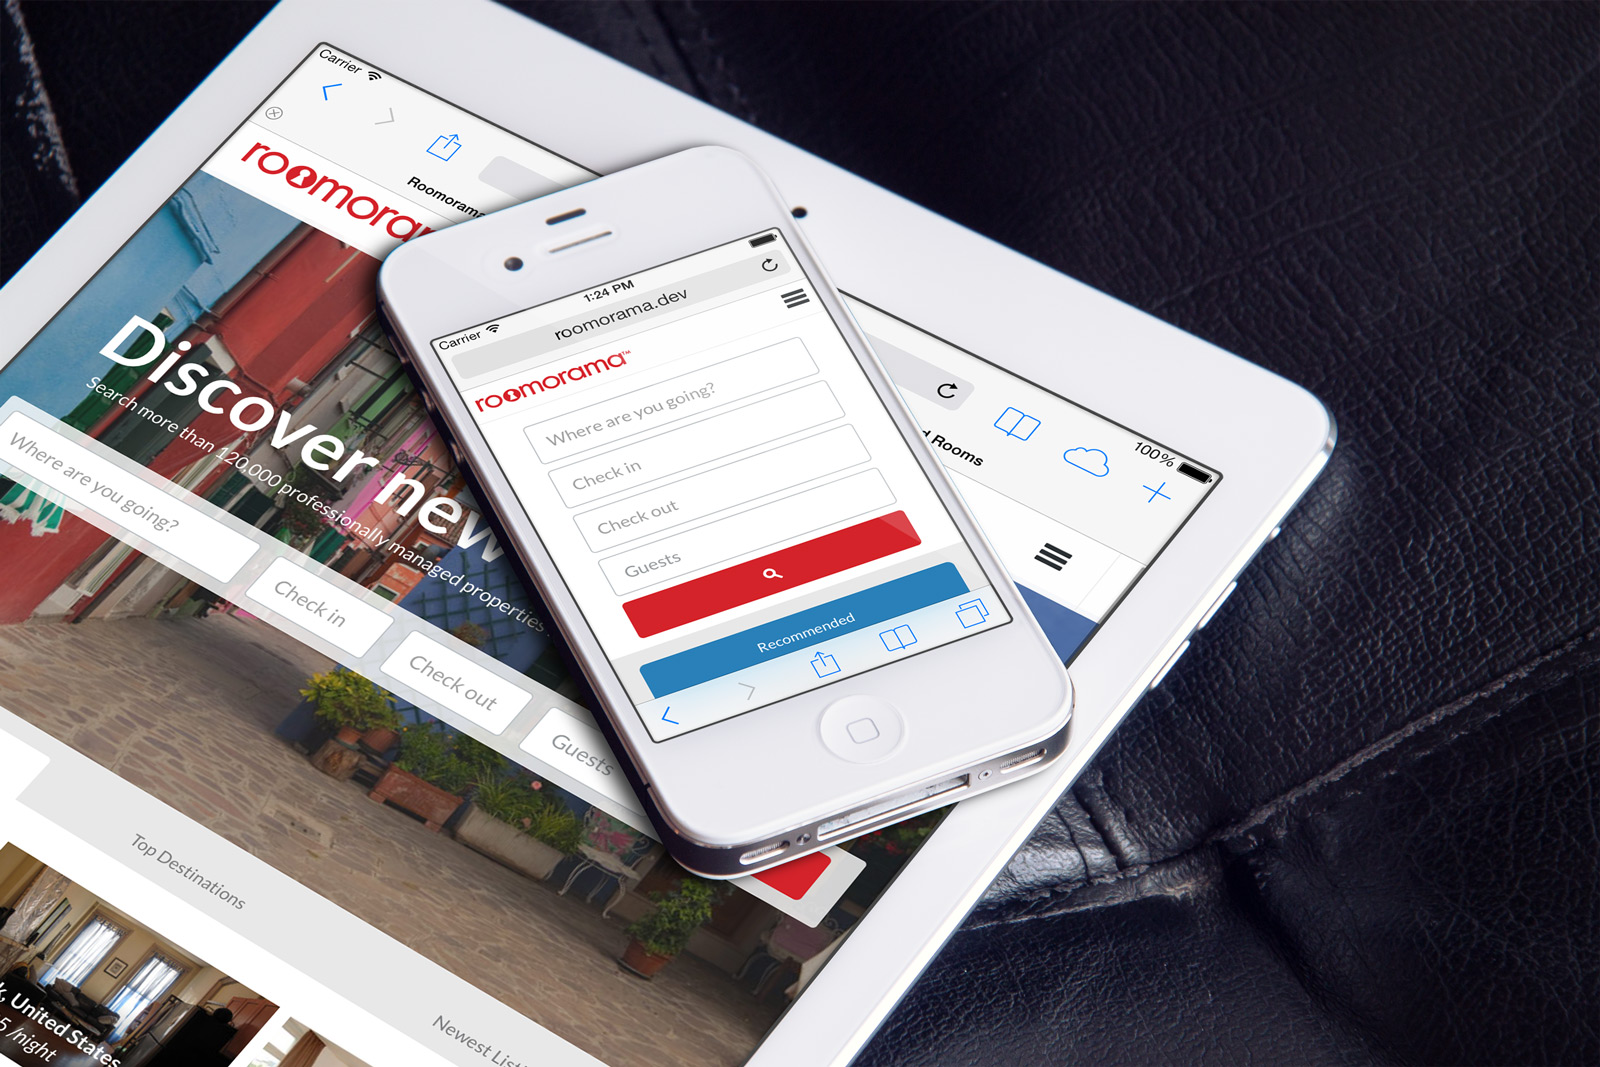 Carrier
Roomorama
roomora
Discover new
Search more than 120,000 professionally managed properties
Where are you going?
Check in
Check out
Guests
Top Destinations
Newest List
United States
5 /night
Carrier
1:24 PM
roomorama.dev
roomorama™
Where are you going?
Check in
Check out
Guests
Recommended
100%
d Rooms